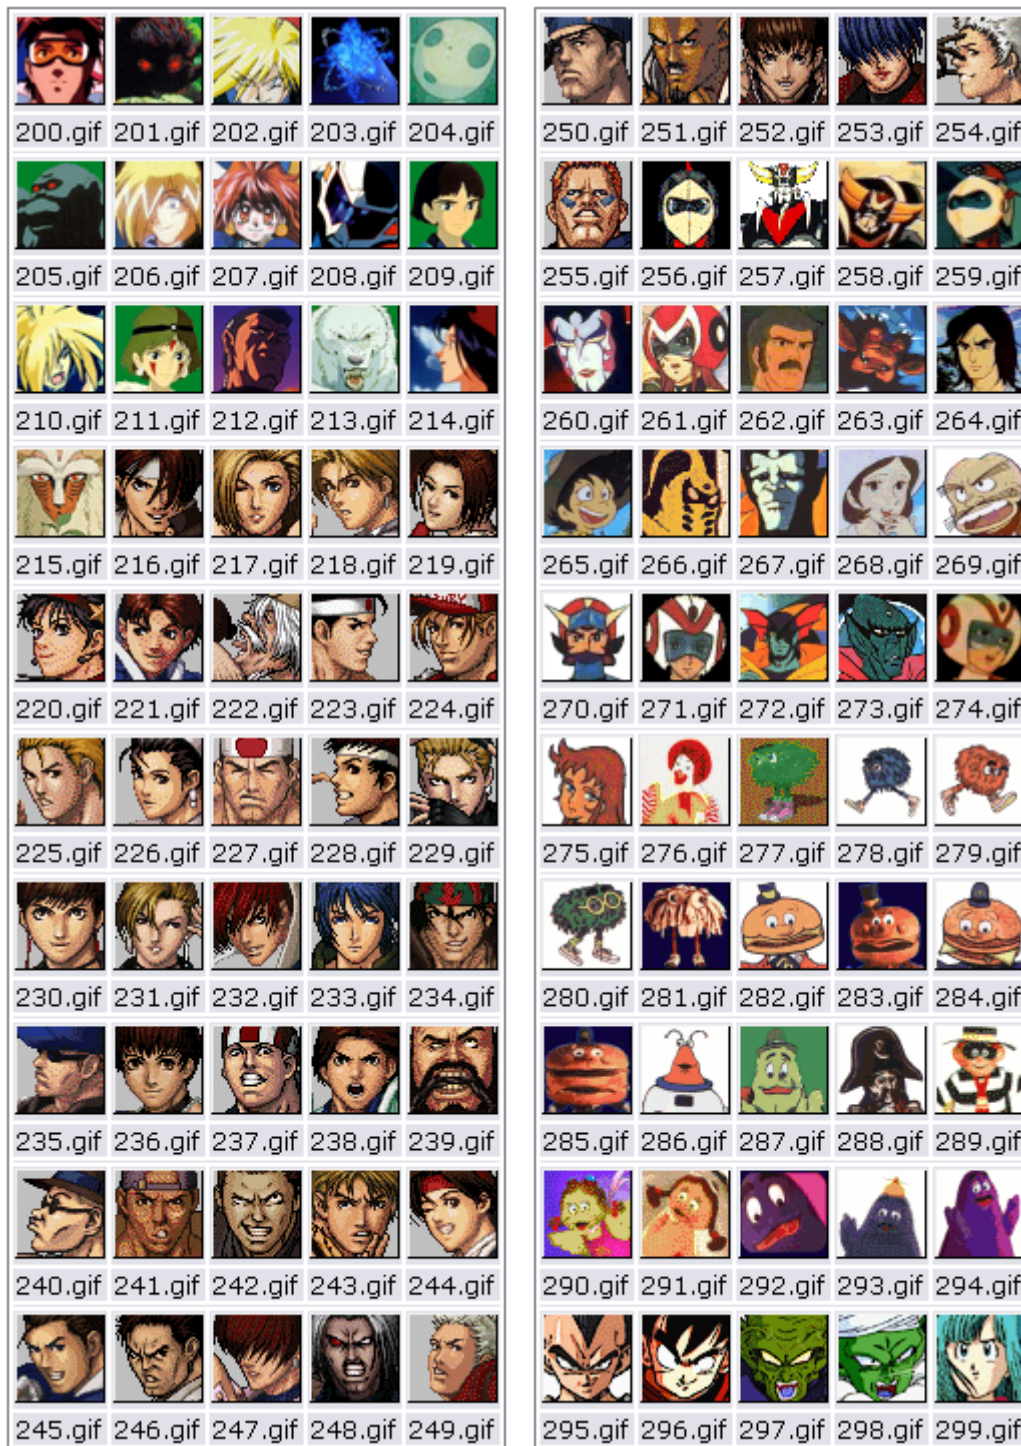 200.gif 201.gif 202.gif 203.gif 204.gif
205.gif 206.gif 207.gif 208.gif 209.gif
210.gif 211.gif 212.gif 213.gif 214.gif
215.gif 216.gif 217.gif 218.gif 219.gif
220.gif 221.gif 222.gif 223.gif 224.gif
225.gif 226.gif 227.gif 228.gif 229.gif
230.gif 231.gif 232.gif 233.gif 234.gif
235.gif 236.gif 237.gif 238.gif 239.gif
240.gif 241.gif 242.gif 243.gif 244.gif
245.gif 246.gif 247.gif 248.gif 249.gif
250.gif 251.gif 252.gif 253.gif 254.gif
255.gif 256.gif 257.gif 258.gif 259.gif
260.gif 261.gif 262.gif 263.gif 264.gif
265.gif 266.gif 267.gif 268.gif 269.gif
270.gif 271.gif 272.gif 273.gif 274.gif
275.gif 276.gif 277.gif 278.gif 279.gif
280.gif 281.gif 282.gif 283.gif 284.gif
285.gif 286.gif 287.gif 288.gif 289.gif
290.gif 291.gif 292.gif 293.gif 294.gif
295.gif 296.gif 297.gif 298.gif 299.gif